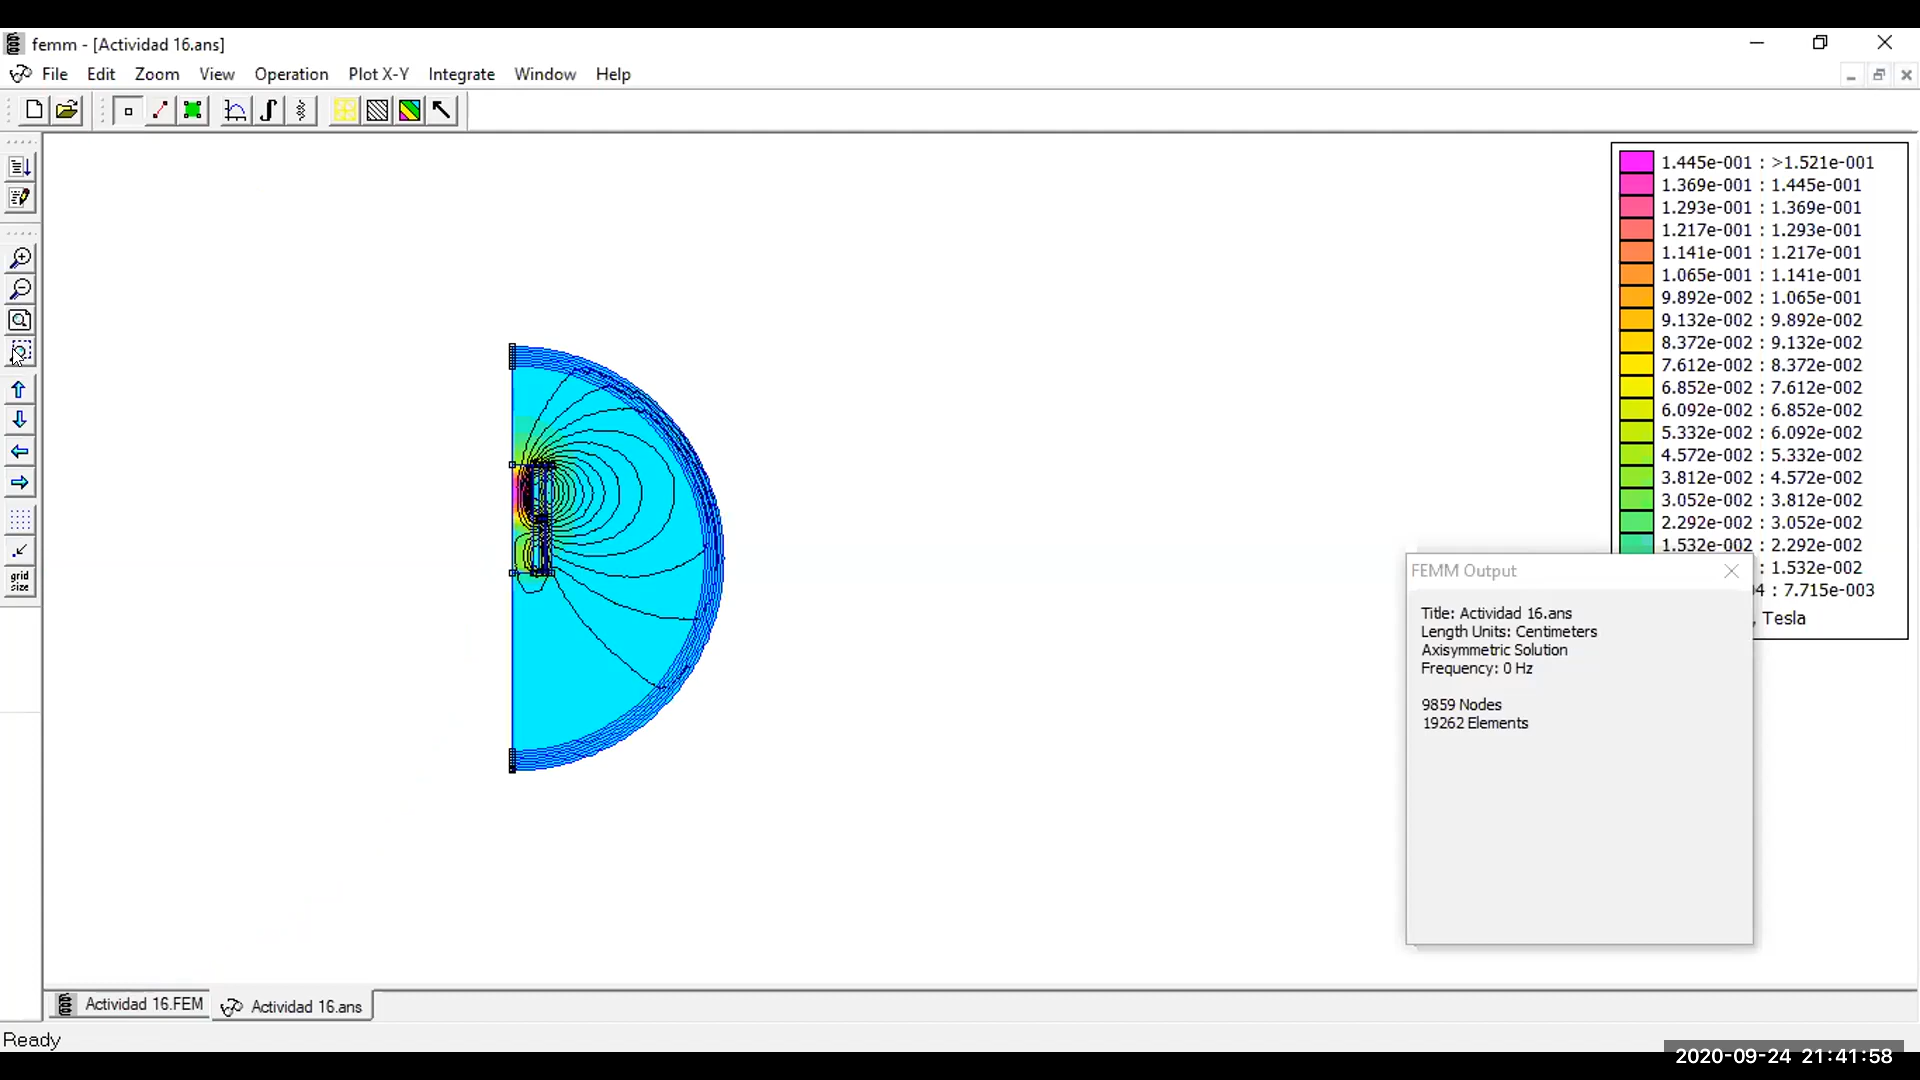 femm - [Actividad 16.ans]
File Edit Zoom View Operation Plot X-Y Integrate Window Help
1.445e-001 : >1.521e-001
1.369e-001 : 1.445e-001
1.293e-001 : 1.369e-001
1.217e-001 : 1.293e-001
1.141e-001 : 1.217e-001
1.065e-001 : 1.141e-001
9.892e-002 : 1.065e-001
9.132e-002 : 9.892e-002
8.372e-002 : 9.132e-002
7.612e-002 : 8.372e-002
6.852e-002 : 7.612e-002
6.092e-002 : 6.852e-002
5.332e-002 : 6.092e-002
4.572e-002 : 5.332e-002
3.812e-002 : 4.572e-002
3.052e-002 : 3.812e-002
2.292e-002 : 3.052e-002
1.532e-002 : 2.292e-002
: 1.532e-002
4 : 7.715e-003
, Tesla
grid
size
FEMM Output
Title: Actividad 16.ans
Length Units: Centimeters
Axisymmetric Solution
Frequency: 0 Hz
9859 Nodes
19262 Elements
Actividad 16.FEM
Actividad 16.ans
Ready
2020-09-24 21:41:58